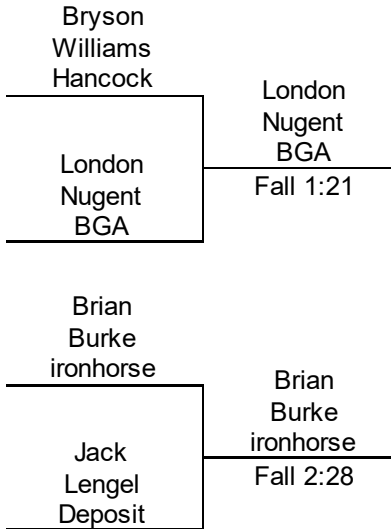 Bryson
Williams
Hancock
London
Nugent
BGA
London
Nugent
BGA
Fall 1:21
Brian
Burke
ironhorse
Jack
Lengel
Deposit
Brian
Burke
ironhorse
Fall 2:28